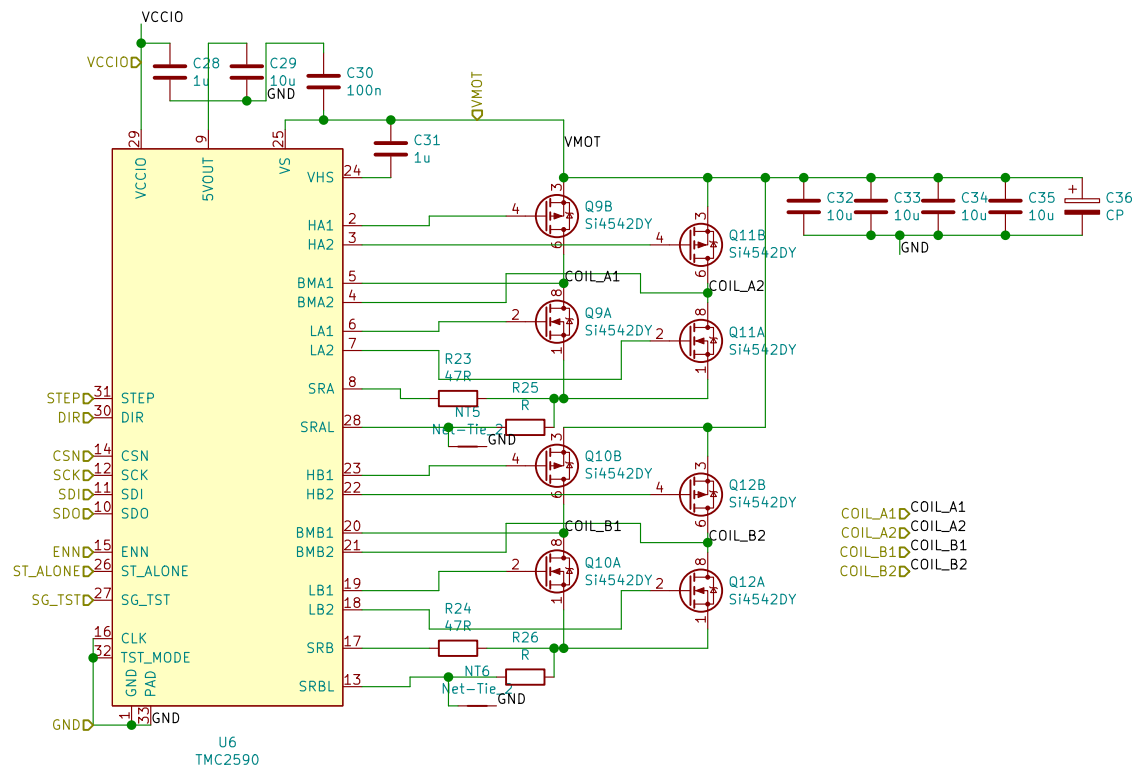 VCCIO
VCCIO
C28
1u
C29
10u
GND
C30
100n
VMOT
C31
1u
VMOT
29
9
25
VCCIO
5VOUT
VS
VHS
24
HA1
2
HA2
3
BMA1
5
BMA2
4
LA1
6
LA2
7
SRA
8
SRAL
28
HB1
23
HB2
22
BMB1
20
BMB2
21
LB1
19
LB2
18
SRB
17
SRBL
13
STEP
31
STEP
DIR
30
DIR
CSN
14
CSN
SCK
12
SCK
SDI
11
SDI
SDO
10
SDO
ENN
15
ENN
ST_ALONE
26
ST_ALONE
SG_TST
27
SG_TST
16
CLK
32
TST_MODE
GND
PAD
1
33
GND
GND
U6
TMC2590
3
4
6
Q9B
Si4542DY
3
4
6
Q11B
Si4542DY
COIL_A1
COIL_A2
8
2
1
Q9A
Si4542DY
8
2
1
Q11A
Si4542DY
R23
47R
R25
R
NT5
Net-Tie_2
GND
3
4
6
Q10B
Si4542DY
3
4
6
Q12B
Si4542DY
COIL_B1
COIL_B2
8
2
1
Q10A
Si4542DY
8
2
1
Q12A
Si4542DY
R24
47R
R26
R
NT6
Net-Tie_2
GND
C32
10u
C33
10u
C34
10u
C35
10u
+
C36
CP
GND
COIL_A1
COIL_A1
COIL_A2
COIL_A2
COIL_B1
COIL_B1
COIL_B2
COIL_B2